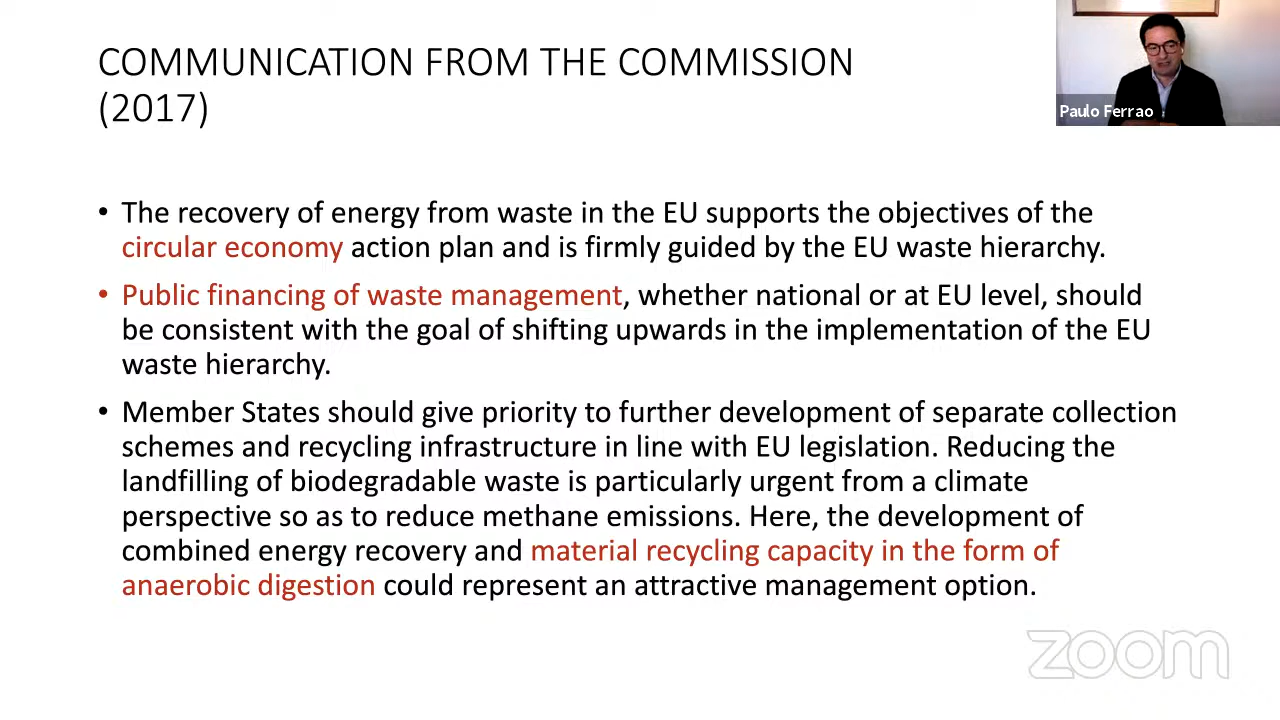 COMMUNICATION FROM THE COMMISSION
(2017)
Paulo Ferrao
• The recovery of energy from waste in the EU supports the objectives of the
circular economy action plan and is firmly guided by the EU waste hierarchy.
• Public financing of waste management, whether national or at EU level, should
be consistent with the goal of shifting upwards in the implementation of the EU
waste hierarchy.
• Member States should give priority to further development of separate collection
schemes and recycling infrastructure in line with EU legislation. Reducing the
landfilling of biodegradable waste is particularly urgent from a climate
perspective so as to reduce methane emissions. Here, the development of
combined energy recovery and material recycling capacity in the form of
anaerobic digestion could represent an attractive management option.
zoom